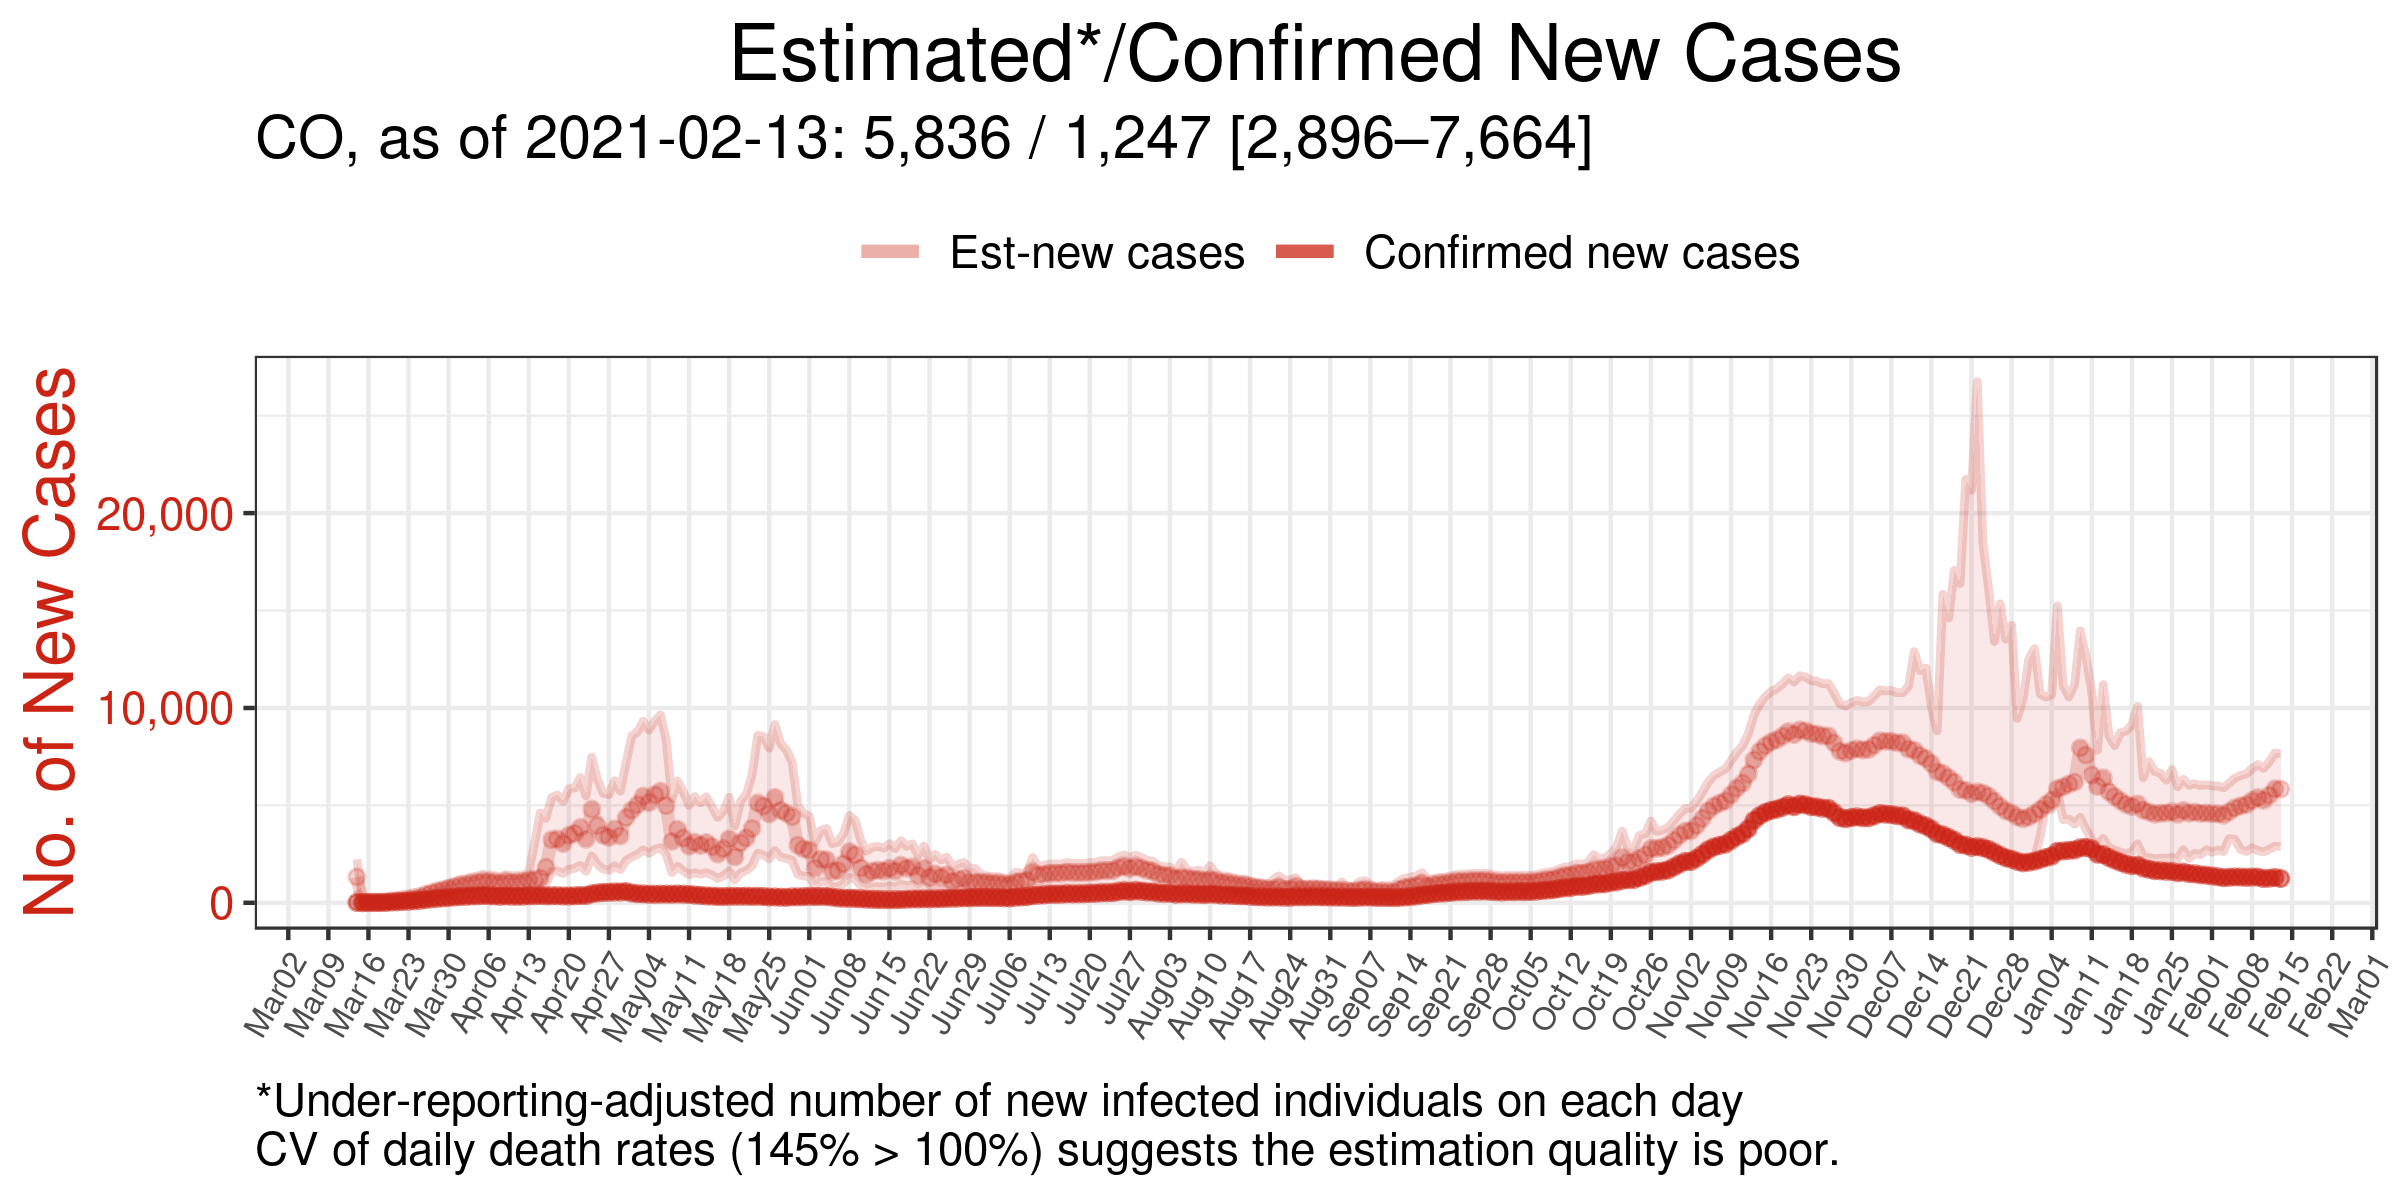 Estimated*/Confirmed New Cases
CO, as of 2021-02-13: 5,836 / 1,247 [2,896–7,664]
Est-new cases Confirmed new cases
No. of New Cases
20,000
10,000
0
Mar02 Mar09 Mar16 Mar23 Mar30 Apr06 Apr13 Apr20 Apr27 May04 May11 May18 May25 Jun01 Jun08 Jun15 Jun22 Jun29 Jul06 Jul13 Jul20 Jul27 Aug03 Aug10 Aug17 Aug24 Aug31 Sep07 Sep14 Sep21 Sep28 Oct05 Oct12 Oct19 Oct26 Nov02 Nov09 Nov16 Nov23 Nov30 Dec07 Dec14 Dec21 Dec28 Jan04 Jan11 Jan18 Jan25 Feb01 Feb08 Feb15 Feb22 Mar01
*Under-reporting-adjusted number of new infected individuals on each day
CV of daily death rates (145% > 100%) suggests the estimation quality is poor.